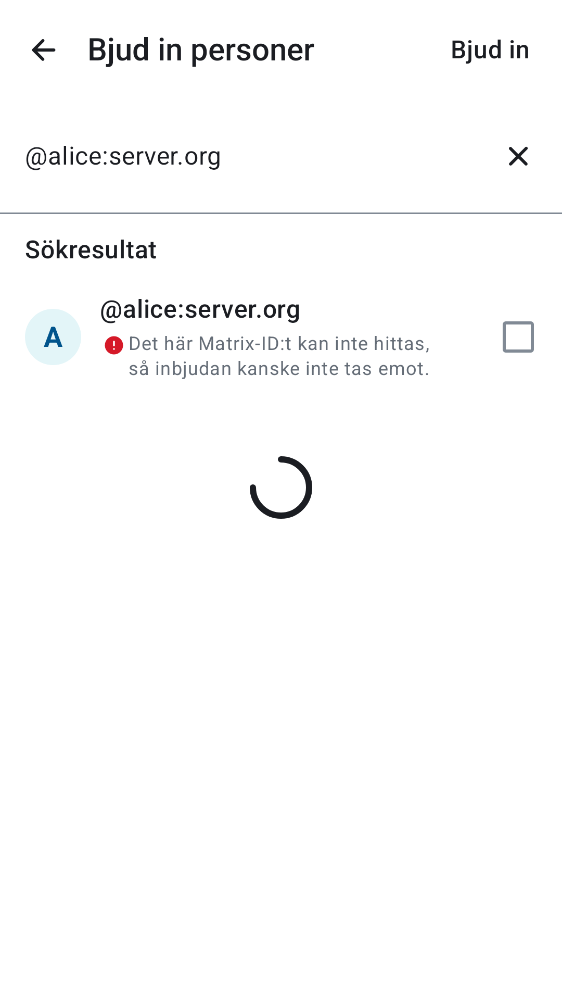 Bjud in personer
Bjud in
@alice:server.org
Sökresultat
A
@alice:server.org
Det här Matrix-ID:t kan inte hittas,
så inbjudan kanske inte tas emot.